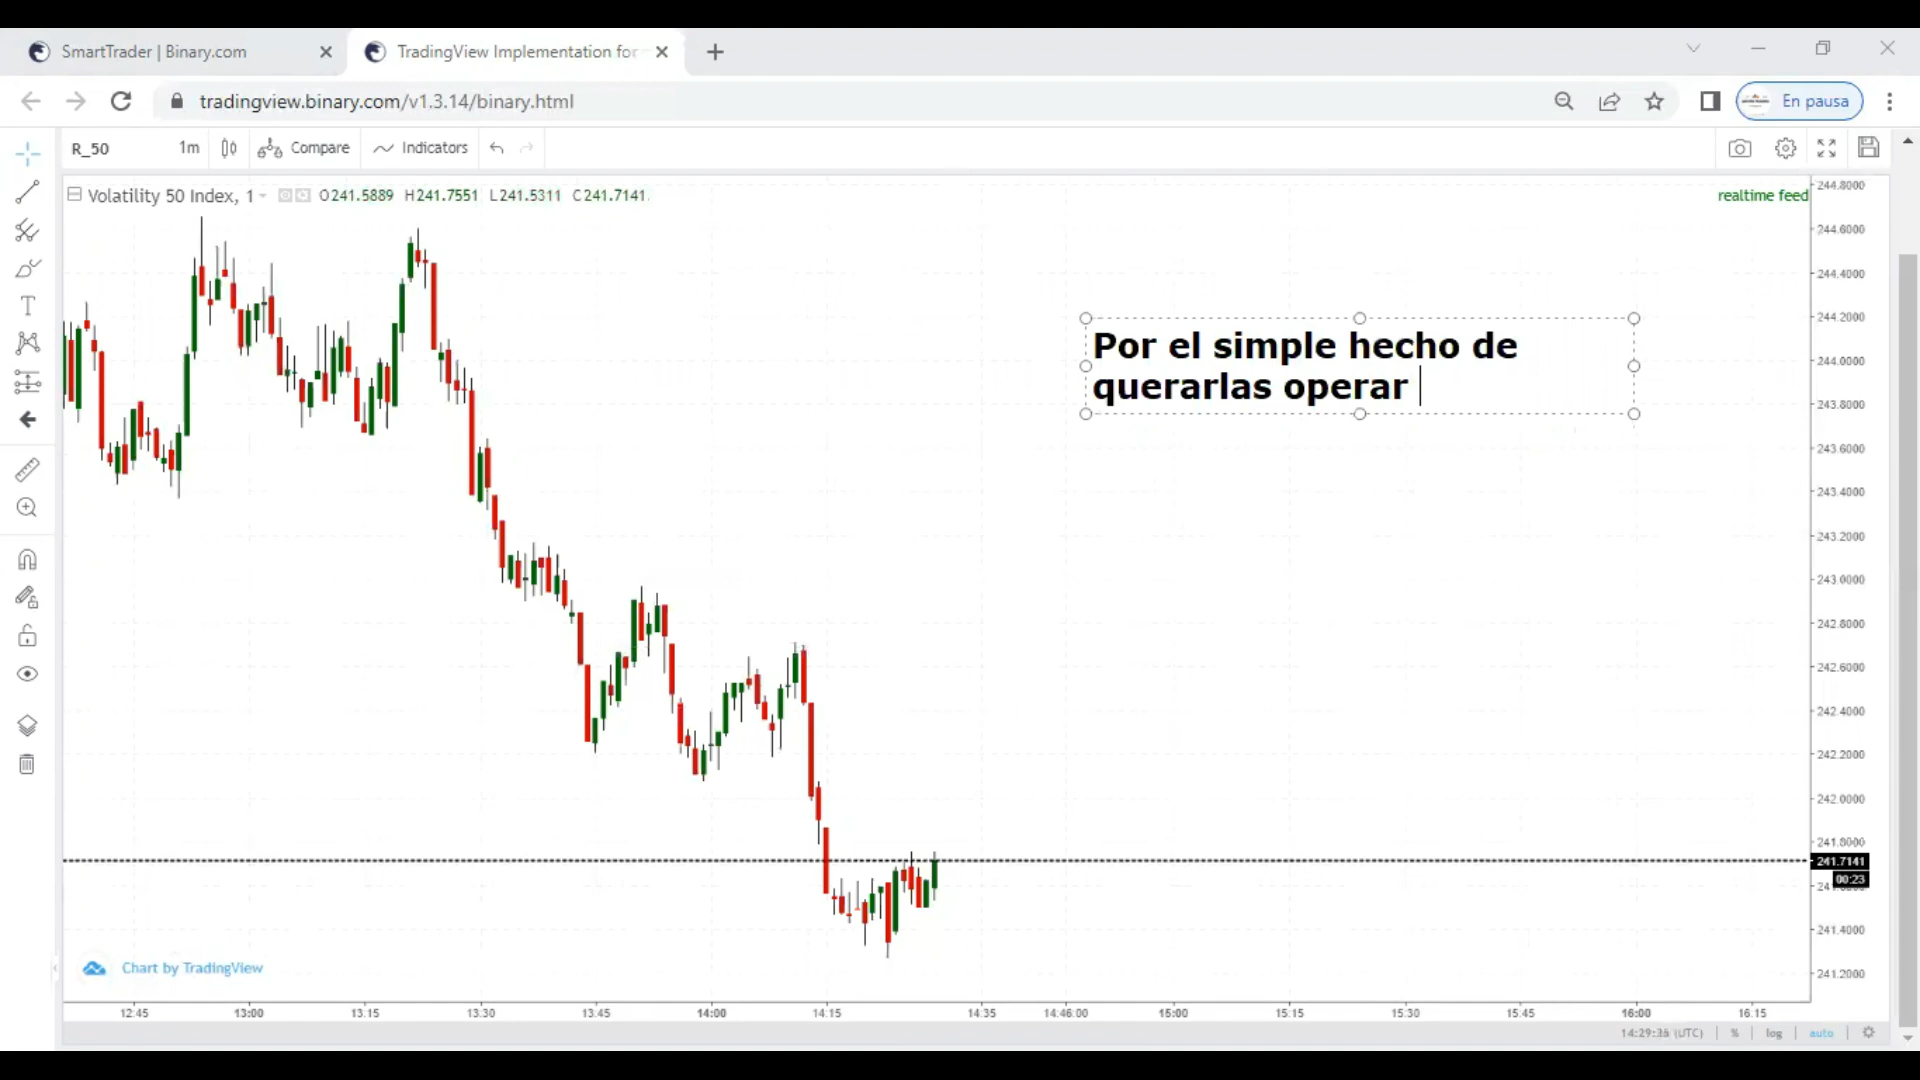 SmartTrader | Binary.com
TradingView Implementation for
tradingview.binary.com/v1.3.14/binary.html
En pausa
R_50 1m Compare Indicators
Volatility 50 Index, 1 O241.5889 H241.7551 L241.5311 C241.7141
realtime feed
Por el simple hecho de
querarlas operar
244.8000
244.6000
244.4000
244.2000
244.0000
243.8000
243.6000
243.4000
243.2000
243.0000
242.8000
242.6000
242.4000
242.2000
242.0000
241.8000
241.7141
00:23
241.4000
241.2000
Chart by TradingView
12:45 13:00 13:15 13:30 13:45 14:00 14:15 14:35 14:46:00 15:00 15:15 15:30 15:45 16:00 16:15
14:29:36 (UTC) % log auto